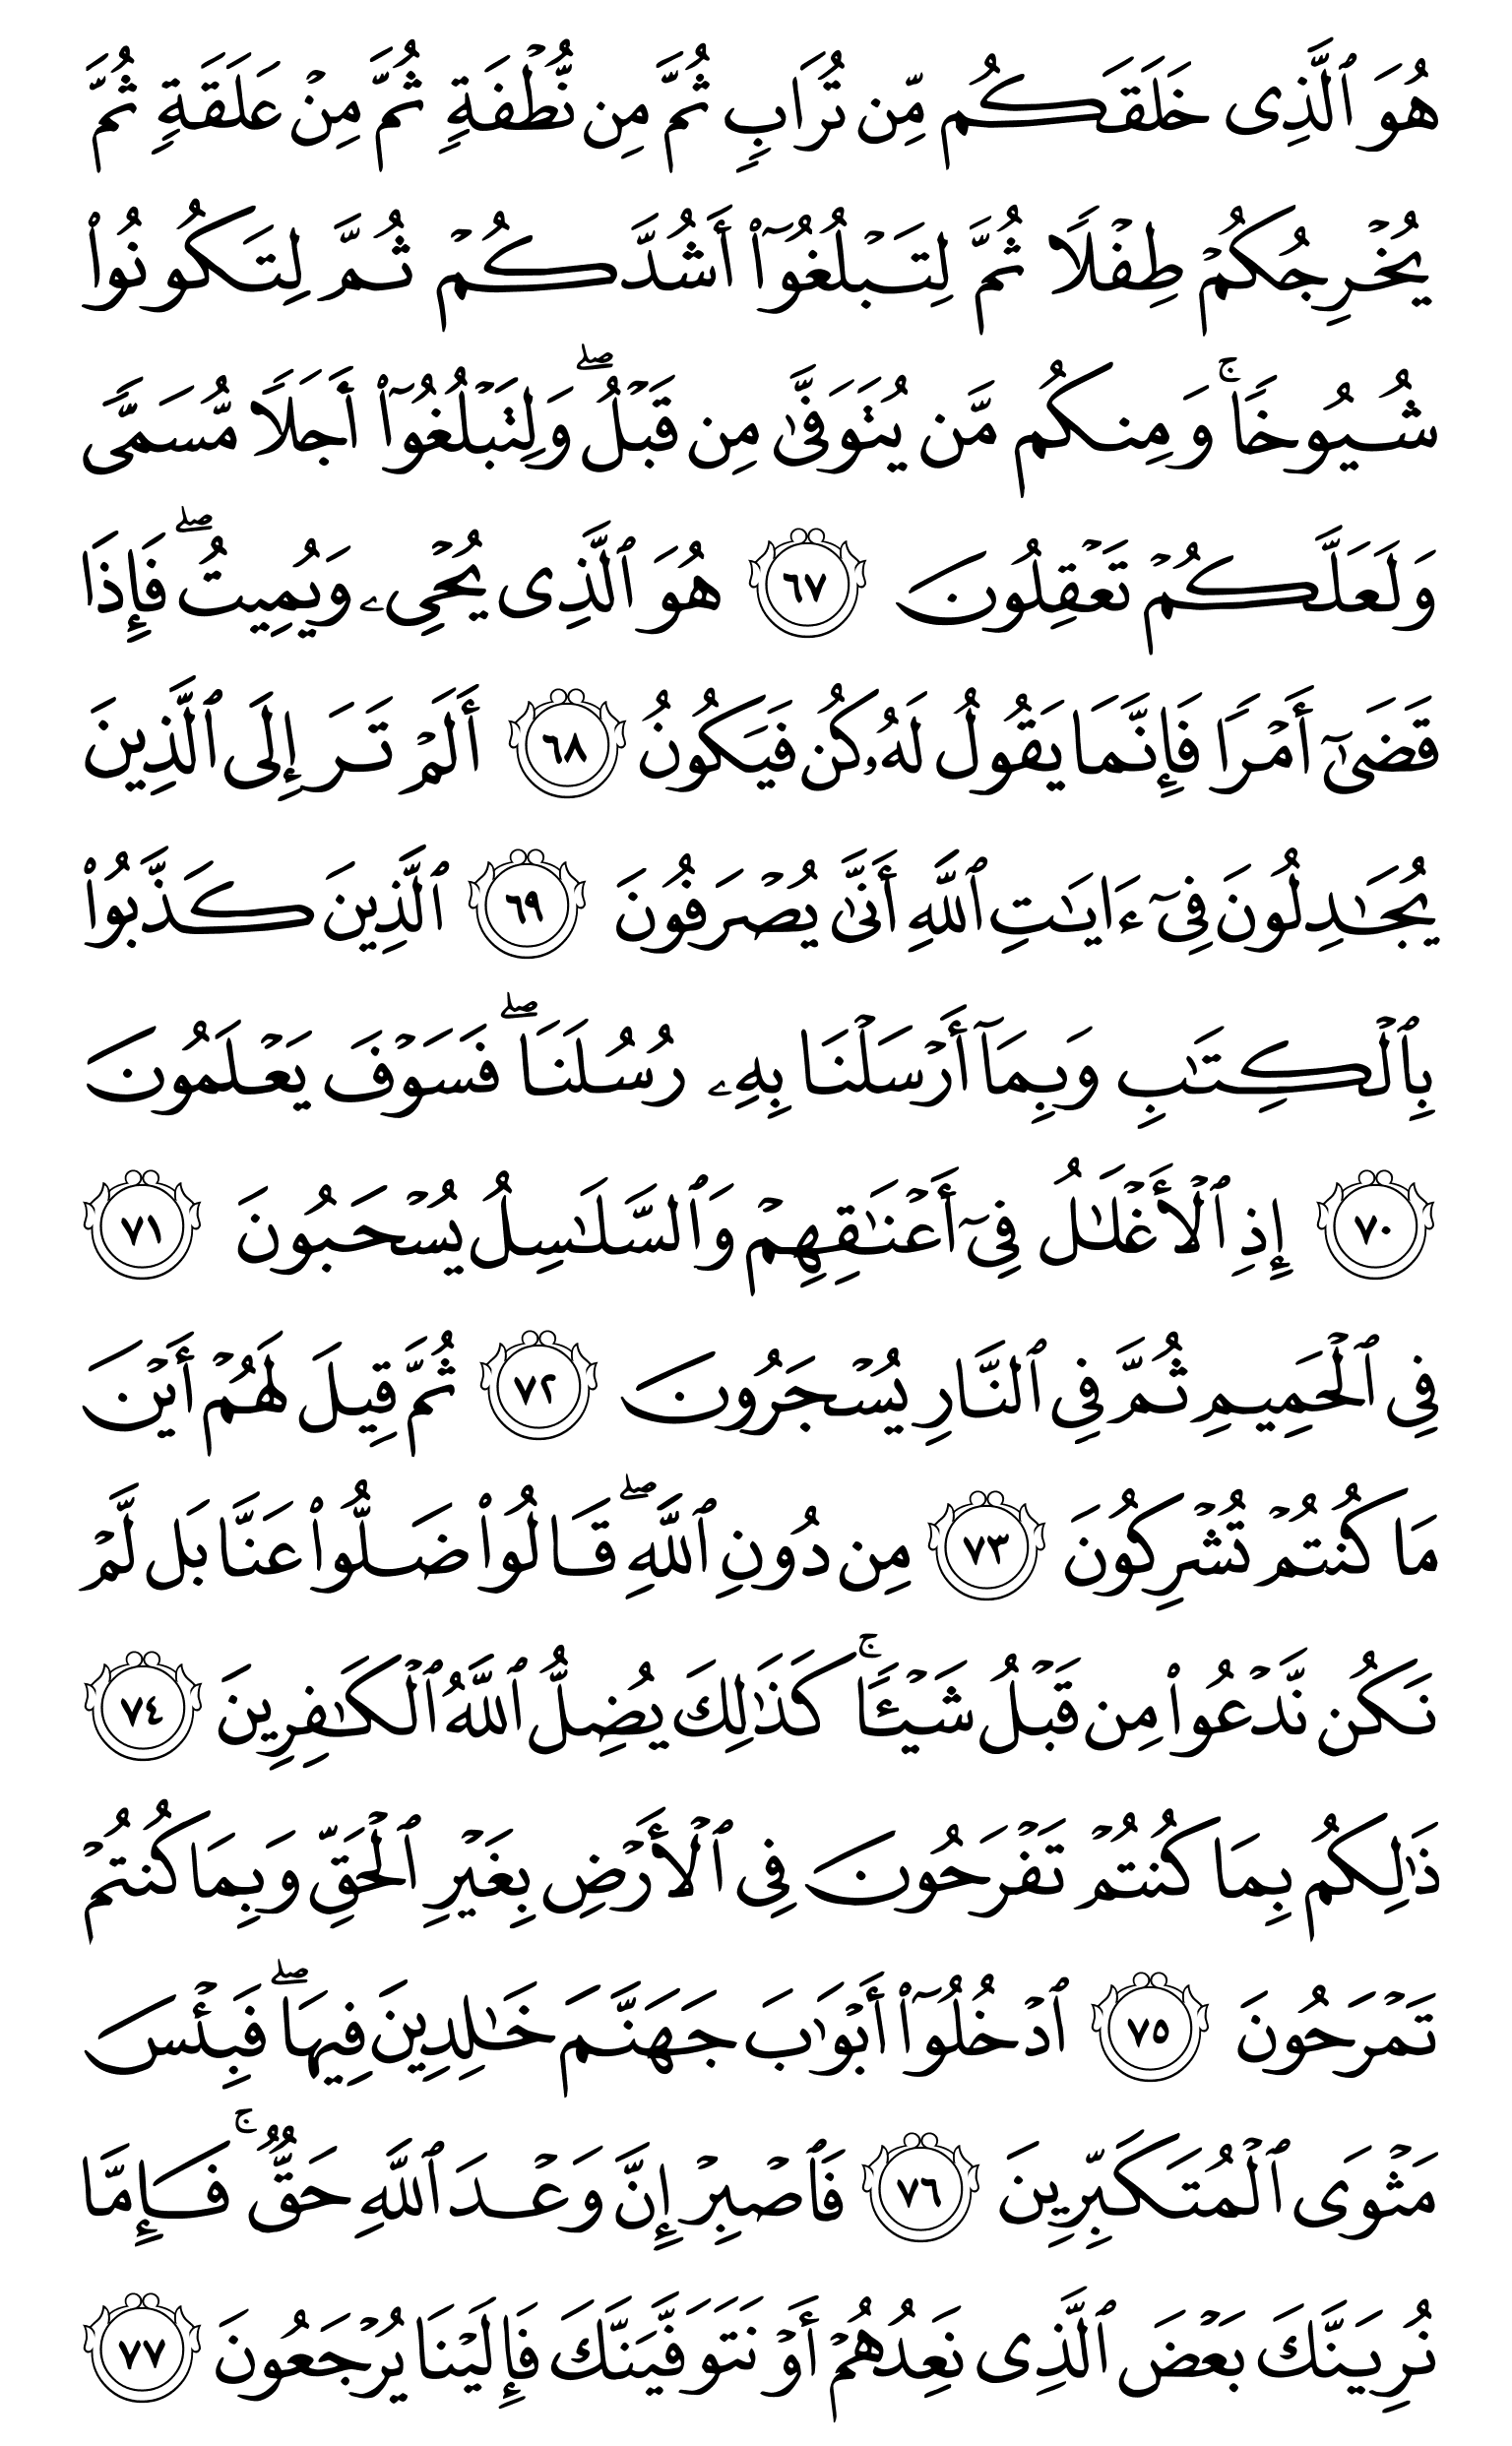 هُوَ ٱلَّذِى خَلَقَكُم مِّن تُرَابٍ ثُمَّ مِن نُّطْفَةٍ ثُمَّ مِنْ عَلَقَةٍ ثُمَّ
يُخْرِجُكُمْ طِفْلًا ثُمَّ لِتَبْلُغُوٓا۟ أَشُدَّكُمْ ثُمَّ لِتَكُونُوا۟
شُيُوخًا ۚ وَمِنكُم مَّن يُتَوَفَّىٰ مِن قَبْلُ ۖ وَلِتَبْلُغُوٓا۟ أَجَلًا مُّسَمًّى
وَلَعَلَّكُمْ تَعْقِلُونَ ٦٧ هُوَ ٱلَّذِى يُحْىِۦ وَيُمِيتُ ۖ فَإِذَا
قَضَىٰٓ أَمْرًا فَإِنَّمَا يَقُولُ لَهُۥ كُن فَيَكُونُ ٦٨ أَلَمْ تَرَ إِلَى ٱلَّذِينَ
يُجَـٰدِلُونَ فِىٓ ءَايَـٰتِ ٱللَّهِ أَنَّىٰ يُصْرَفُونَ ٦٩ ٱلَّذِينَ كَذَّبُوا۟
بِٱلْكِتَـٰبِ وَبِمَآ أَرْسَلْنَا بِهِۦ رُسُلَنَا ۖ فَسَوْفَ يَعْلَمُونَ
٧٠ إِذِ ٱلْأَغْلَـٰلُ فِىٓ أَعْنَـٰقِهِمْ وَٱلسَّلَـٰسِلُ يُسْحَبُونَ ٧١
فِى ٱلْحَمِيمِ ثُمَّ فِى ٱلنَّارِ يُسْجَرُونَ ٧٢ ثُمَّ قِيلَ لَهُمْ أَيْنَ
مَا كُنتُمْ تُشْرِكُونَ ٧٣ مِن دُونِ ٱللَّهِ ۖ قَالُوا۟ ضَلُّوا۟ عَنَّا بَل لَّمْ
نَكُن نَّدْعُوا۟ مِن قَبْلُ شَيْـًٔا ۚ كَذَٰلِكَ يُضِلُّ ٱللَّهُ ٱلْكَـٰفِرِينَ ٧٤
ذَٰلِكُم بِمَا كُنتُمْ تَفْرَحُونَ فِى ٱلْأَرْضِ بِغَيْرِ ٱلْحَقِّ وَبِمَا كُنتُمْ
تَمْرَحُونَ ٧٥ ٱدْخُلُوٓا۟ أَبْوَٰبَ جَهَنَّمَ خَـٰلِدِينَ فِيهَا ۖ فَبِئْسَ
مَثْوَى ٱلْمُتَكَبِّرِينَ ٧٦ فَٱصْبِرْ إِنَّ وَعْدَ ٱللَّهِ حَقٌّ ۚ فَإِمَّا
نُرِيَنَّكَ بَعْضَ ٱلَّذِى نَعِدُهُمْ أَوْ نَتَوَفَّيَنَّكَ فَإِلَيْنَا يُرْجَعُونَ ٧٧